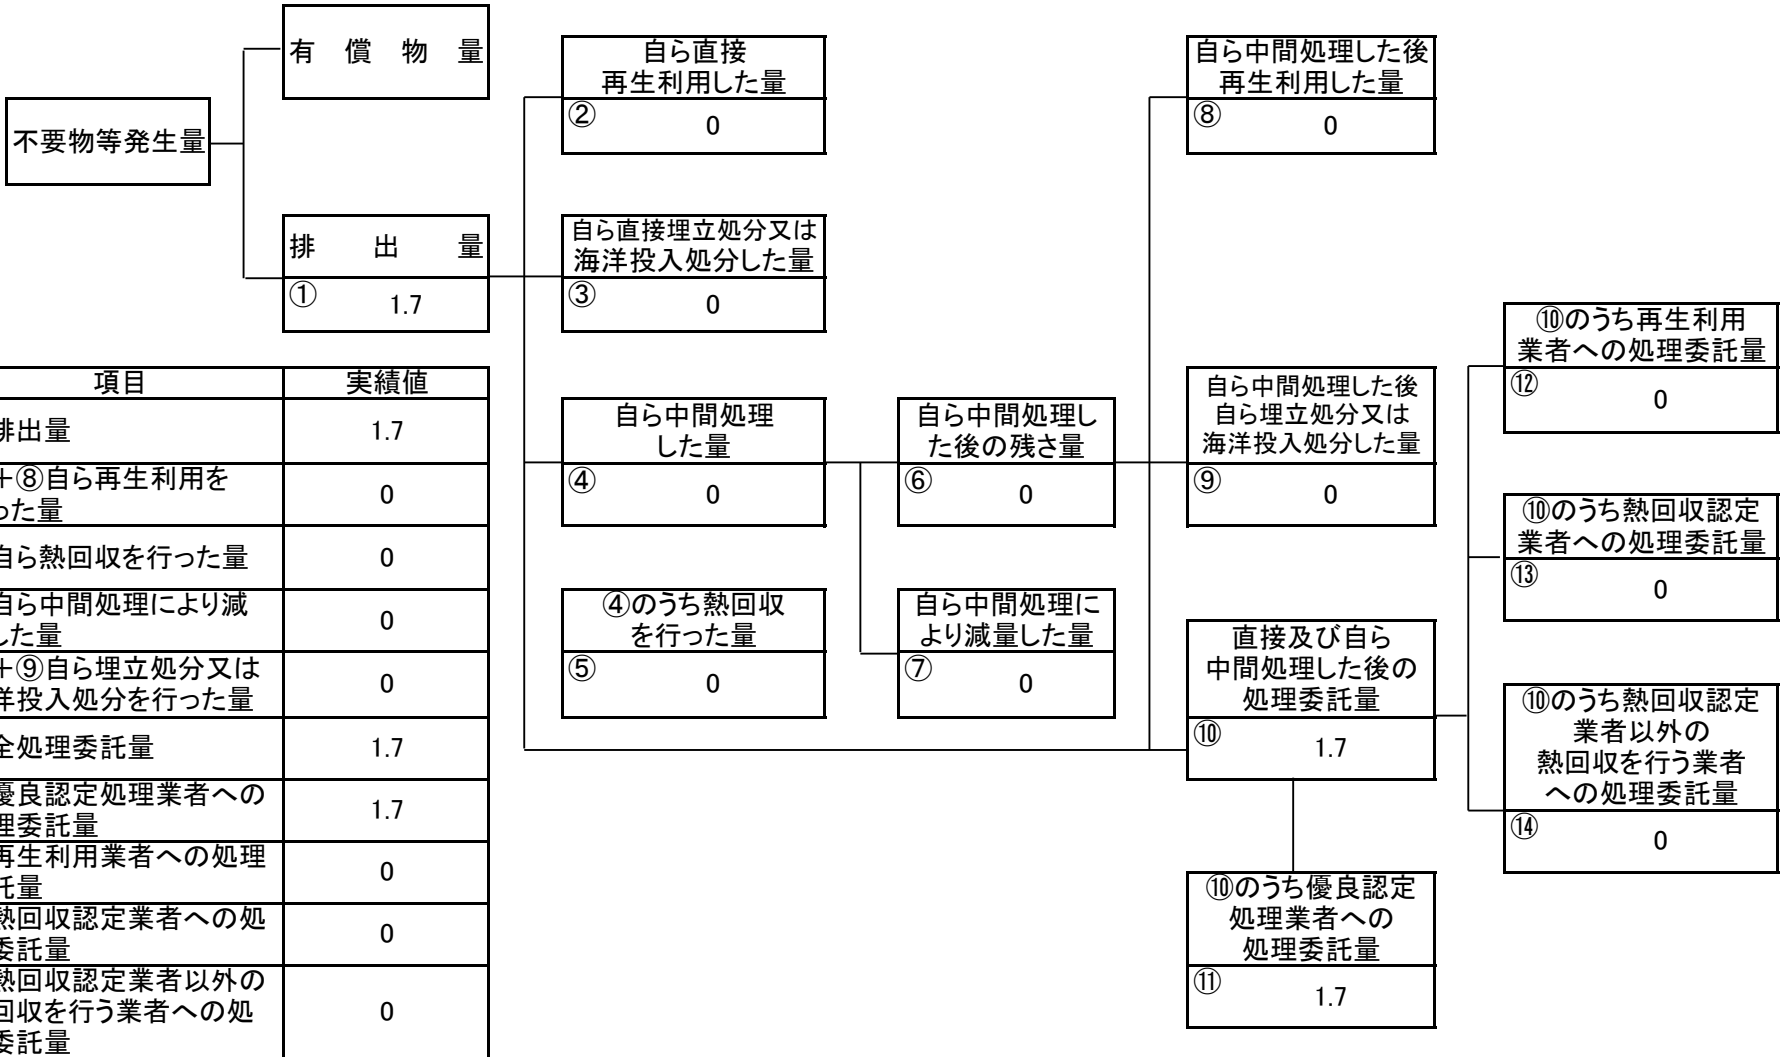 有償物量
不要物等発生量
排出量
①
1.7
自ら直接
再生利用した量
②
0
自ら直接埋立処分又は
海洋投入処分した量
③
0
自ら中間処理
した量
④
0
④のうち熱回収
を行った量
⑤
0
自ら中間処理し
た後の残さ量
⑥
0
自ら中間処理に
より減量した量
⑦
0
自ら中間処理した後
再生利用した量
⑧
0
自ら中間処理した後
自ら埋立処分又は
海洋投入処分した量
⑨
0
直接及び自ら
中間処理した後の
処理委託量
⑩
1.7
⑩のうち優良認定
処理業者への
処理委託量
⑪
1.7
⑩のうち再生利用
業者への処理委託量
⑫
0
⑩のうち熱回収認定
業者への処理委託量
⑬
0
⑩のうち熱回収認定
業者以外の
熱回収を行う業者
への処理委託量
⑭
0
項目
実績値
排出量
1.7
+⑧自ら再生利用を
った量
0
自ら熱回収を行った量
0
自ら中間処理により減
した量
0
+⑨自ら埋立処分又は
洋投入処分を行った量
0
全処理委託量
1.7
優良認定処理業者への
理委託量
1.7
再生利用業者への処理
託量
0
熱回収認定業者への処
委託量
0
熱回収認定業者以外の
回収を行う業者への処
委託量
0